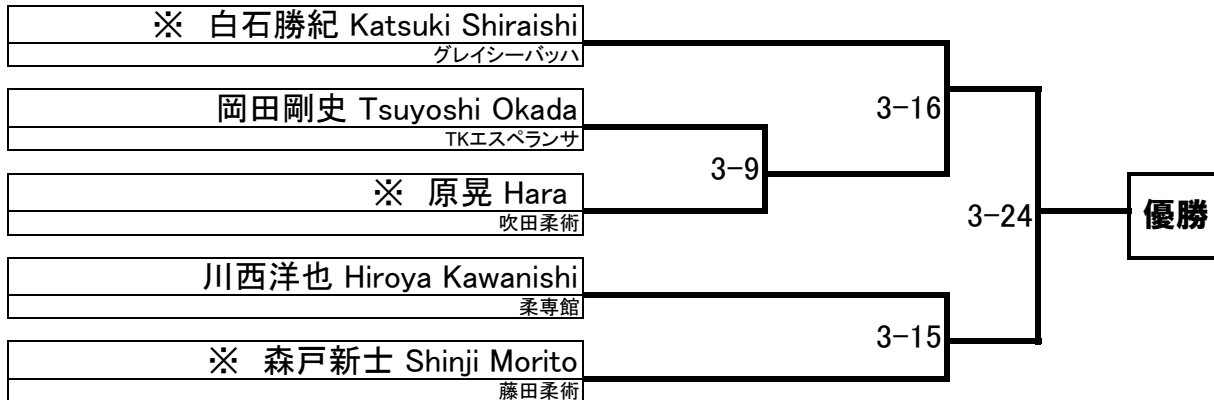 ※ 白石勝紀 Katsuki Shiraishi
グレイシーバッハ
岡田剛史 Tsuyoshi Okada
TKエスペランサ
※ 原晃 Hara
吹田柔術
川西洋也 Hiroya Kawanishi
柔専館
※ 森戸新士 Shinji Morito
藤田柔術
3-9
3-16
3-15
3-24
優勝